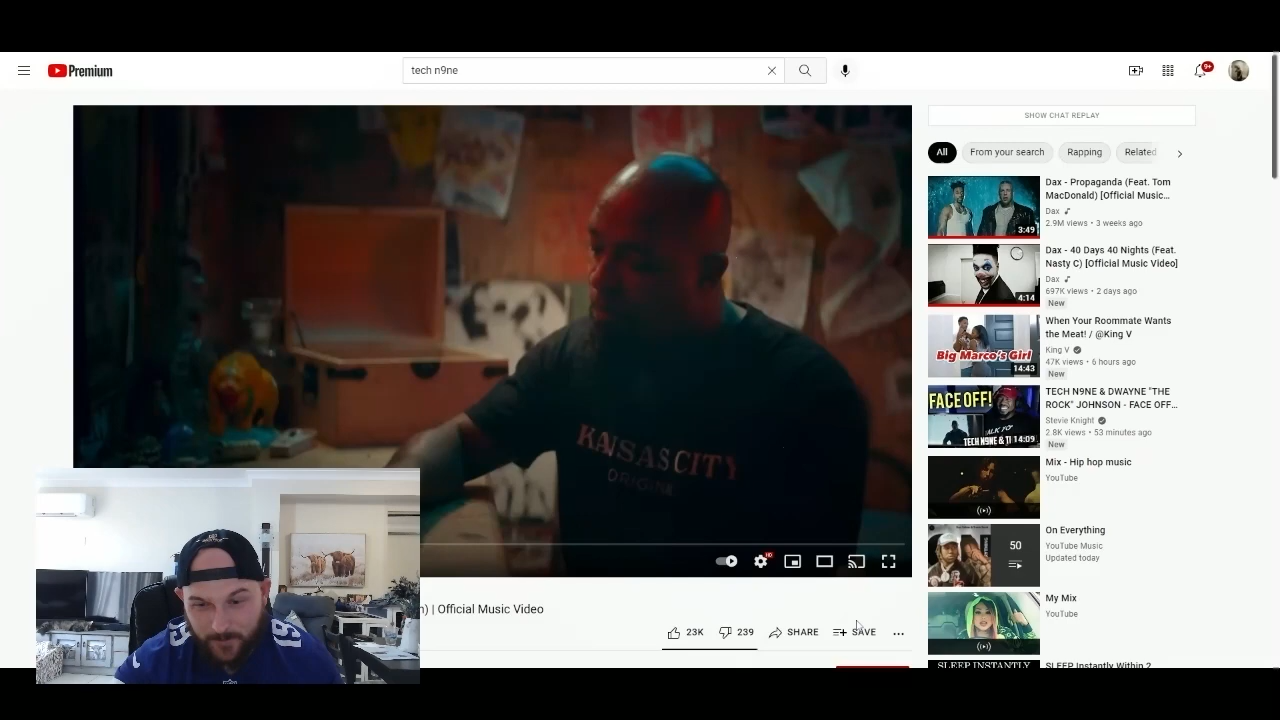 Premium
tech n9ne
9+
KANSAS CITY
ORIGINAL
HD
n) | Official Music Video
23K
239
SHARE
SAVE
SHOW CHAT REPLAY
All
From your search
Rapping
Related
3:49
Dax - Propaganda (Feat. Tom
MacDonald) [Official Music...
Dax
2.9M views • 3 weeks ago
4:14
Dax - 40 Days 40 Nights (Feat.
Nasty C) [Official Music Video]
Dax
697K views • 2 days ago
New
Big Marco's Girl
14:43
When Your Roommate Wants
the Meat! / @King V
King V
47K views • 6 hours ago
New
FACE OFF!
TECH N9NE & T
14:09
TECH N9NE & DWAYNE "THE
ROCK" JOHNSON - FACE OFF...
Stevie Knight
2.8K views • 53 minutes ago
New
Mix - Hip hop music
YouTube
50
On Everything
YouTube Music
Updated today
My Mix
YouTube
SLEEP INSTANTLY
SLEEP Instantly Within 2